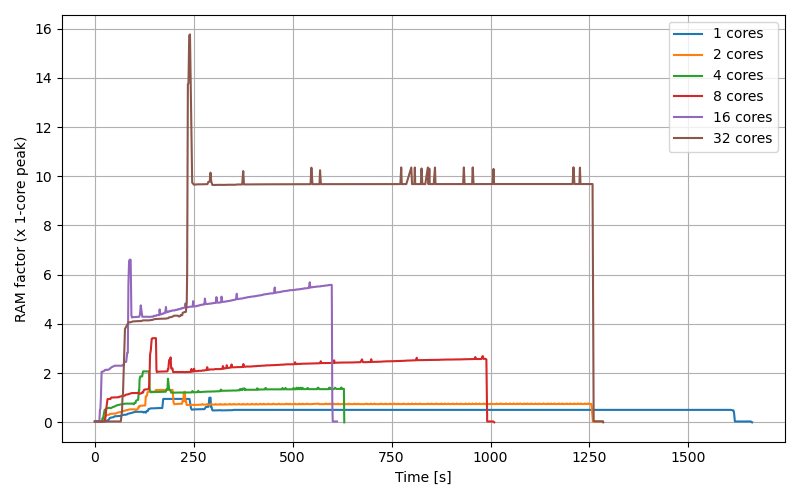 16
14
12
10
8
6
4
2
0
RAM factor (x 1-core peak)
1 cores
2 cores
4 cores
8 cores
16 cores
32 cores
0 250 500 750 1000 1250 1500
Time [s]